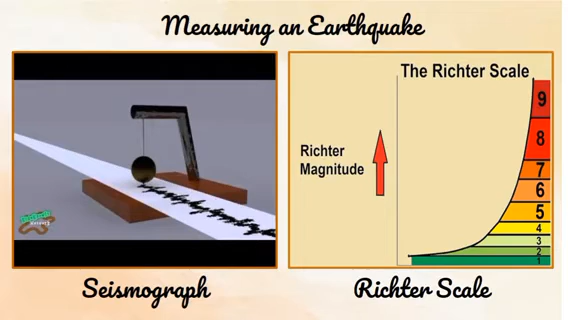 Measuring an Earthquake
The Richter Scale
Richter
Magnitude
9
8
7
6
5
4
3
2
1
Seismograph
Richter Scale